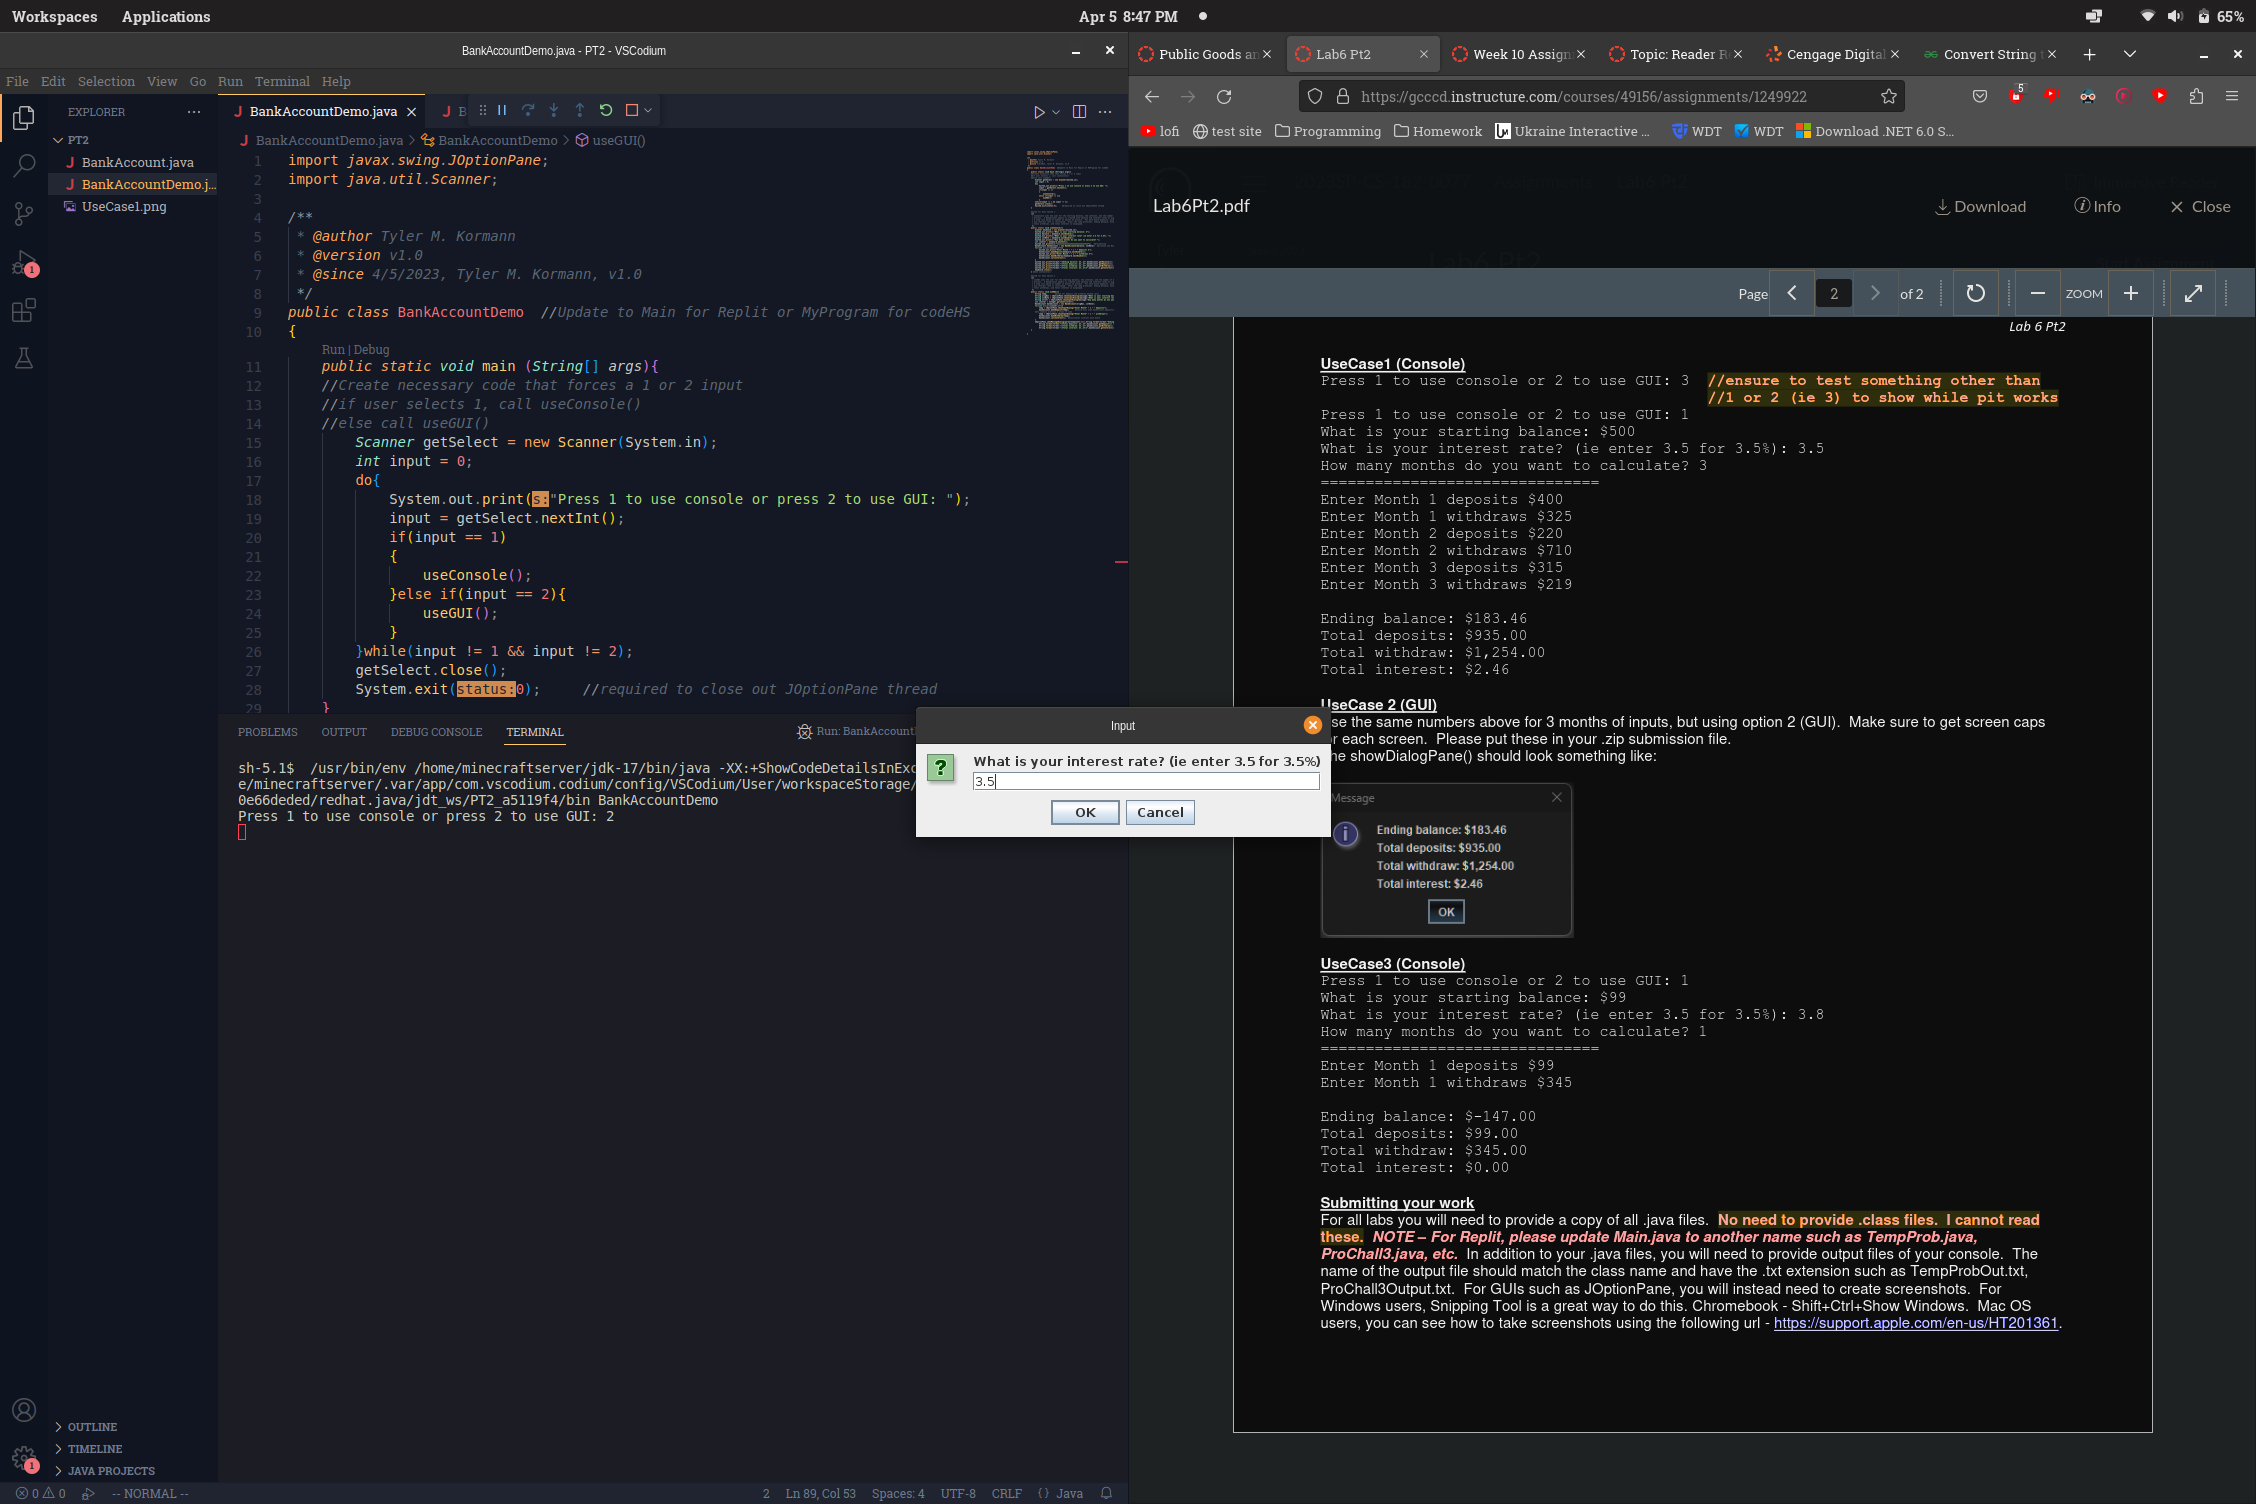 Workspaces Applications Apr 5 8:47 PM 65%
BankAccountDemo.java - PT2 - VSCodium
File Edit Selection View Go Run Terminal Help
EXPLORER
PT2
BankAccount.java
BankAccountDemo.j...
UseCase1.png
BankAccountDemo.java B
BankAccountDemo.java > BankAccountDemo > useGUI()
1 import javax.swing.JOptionPane;
2 import java.util.Scanner;
3
4 /**
5 * @author Tyler M. Kormann
6 * @version v1.0
7 * @since 4/5/2023, Tyler M. Kormann, v1.0
8 */
9 public class BankAccountDemo //Update to Main for Replit or MyProgram for codeHS
10 {
Run | Debug
11 public static void main (String[] args){
12 //Create necessary code that forces a 1 or 2 input
13 //if user selects 1, call useConsole()
14 //else call useGUI()
15 Scanner getSelect = new Scanner(System.in);
16 int input = 0;
17 do{
18 System.out.print(s:"Press 1 to use console or press 2 to use GUI: ");
19 input = getSelect.nextInt();
20 if(input == 1)
21 {
22 useConsole();
23 }else if(input == 2){
24 useGUI();
25 }
26 }while(input != 1 && input != 2);
27 getSelect.close();
28 System.exit(status:0); //required to close out JOptionPane thread
29 }
PROBLEMS OUTPUT DEBUG CONSOLE TERMINAL Run: BankAccount
sh-5.1$ /usr/bin/env /home/minecraftserver/jdk-17/bin/java -XX:+ShowCodeDetailsInExc
e/minecraftserver/.var/app/com.vscodium.codium/config/VSCodium/User/workspaceStorage/
0e66deded/redhat.java/jdt_ws/PT2_a5119f4/bin BankAccountDemo
Press 1 to use console or press 2 to use GUI: 2
OUTLINE
TIMELINE
JAVA PROJECTS
1
1
0 0 -- NORMAL -- 2 Ln 89, Col 53 Spaces: 4 UTF-8 CRLF {} Java
Input
What is your interest rate? (ie enter 3.5 for 3.5%)
3.5
OK Cancel
Public Goods an Lab6 Pt2 Week 10 Assign Topic: Reader R Cengage Digital Convert String t
https://gcccd.instructure.com/courses/49156/assignments/1249922 5
lofi test site Programming Homework Ukraine Interactive ... WDT WDT Download .NET 6.0 S...
Lab6Pt2.pdf Download Info Close
Lab6 Pt2
Page 2 of 2 ZOOM
Lab 6 Pt2
UseCase1 (Console)
Press 1 to use console or 2 to use GUI: 3 //ensure to test something other than
//1 or 2 (ie 3) to show while pit works
Press 1 to use console or 2 to use GUI: 1
What is your starting balance: $500
What is your interest rate? (ie enter 3.5 for 3.5%): 3.5
How many months do you want to calculate? 3
===============================
Enter Month 1 deposits $400
Enter Month 1 withdraws $325
Enter Month 2 deposits $220
Enter Month 2 withdraws $710
Enter Month 3 deposits $315
Enter Month 3 withdraws $219
Ending balance: $183.46
Total deposits: $935.00
Total withdraw: $1,254.00
Total interest: $2.46
UseCase 2 (GUI)
se the same numbers above for 3 months of inputs, but using option 2 (GUI). Make sure to get screen caps
r each screen. Please put these in your .zip submission file.
ne showDialogPane() should look something like:
Message
Ending balance: $183.46
Total deposits: $935.00
Total withdraw: $1,254.00
Total interest: $2.46
OK
UseCase3 (Console)
Press 1 to use console or 2 to use GUI: 1
What is your starting balance: $99
What is your interest rate? (ie enter 3.5 for 3.5%): 3.8
How many months do you want to calculate? 1
===============================
Enter Month 1 deposits $99
Enter Month 1 withdraws $345
Ending balance: $-147.00
Total deposits: $99.00
Total withdraw: $345.00
Total interest: $0.00
Submitting your work
For all labs you will need to provide a copy of all .java files. No need to provide .class files. I cannot read
these. NOTE – For Replit, please update Main.java to another name such as TempProb.java,
ProChall3.java, etc. In addition to your .java files, you will need to provide output files of your console. The
name of the output file should match the class name and have the .txt extension such as TempProbOut.txt,
ProChall3Output.txt. For GUIs such as JOptionPane, you will instead need to create screenshots. For
Windows users, Snipping Tool is a great way to do this. Chromebook - Shift+Ctrl+Show Windows. Mac OS
users, you can see how to take screenshots using the following url - https://support.apple.com/en-us/HT201361.